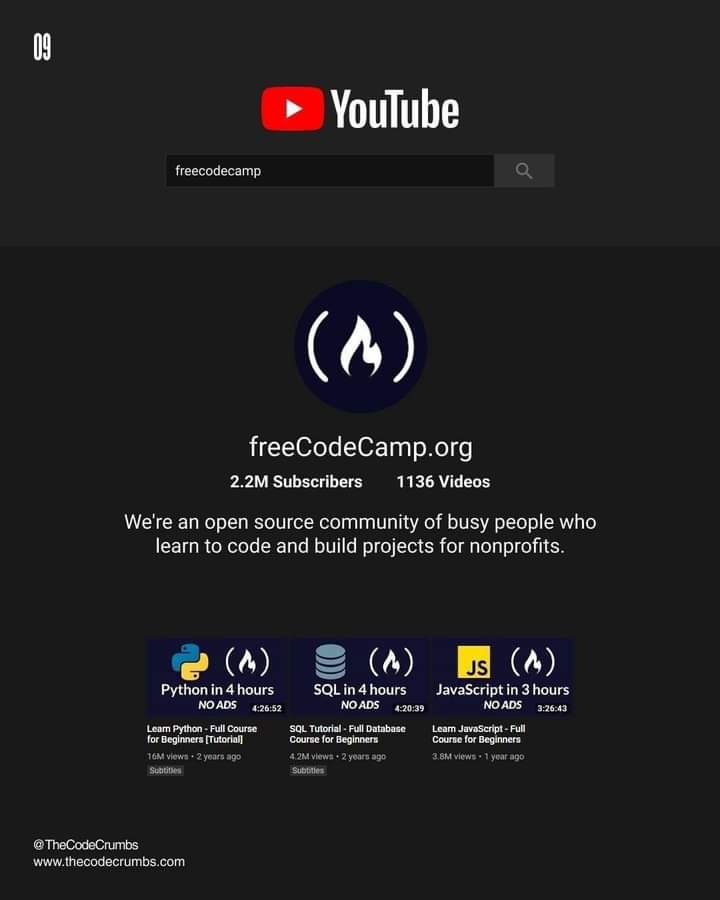 09
YouTube
freecodecamp
freeCodeCamp.org
2.2M Subscribers 1136 Videos
We're an open source community of busy people who
learn to code and build projects for nonprofits.
Python in 4 hours
NO ADS
4:26:52
Learn Python - Full Course
for Beginners [Tutorial]
16M views • 2 years ago
Subtitles
SQL in 4 hours
NO ADS
4:20:39
SQL Tutorial - Full Database
Course for Beginners
4.2M views • 2 years ago
Subtitles
JS
JavaScript in 3 hours
NO ADS
3:26:43
Learn JavaScript - Full
Course for Beginners
3.8M views • 1 year ago
@TheCodeCrumbs
www.thecodecrumbs.com